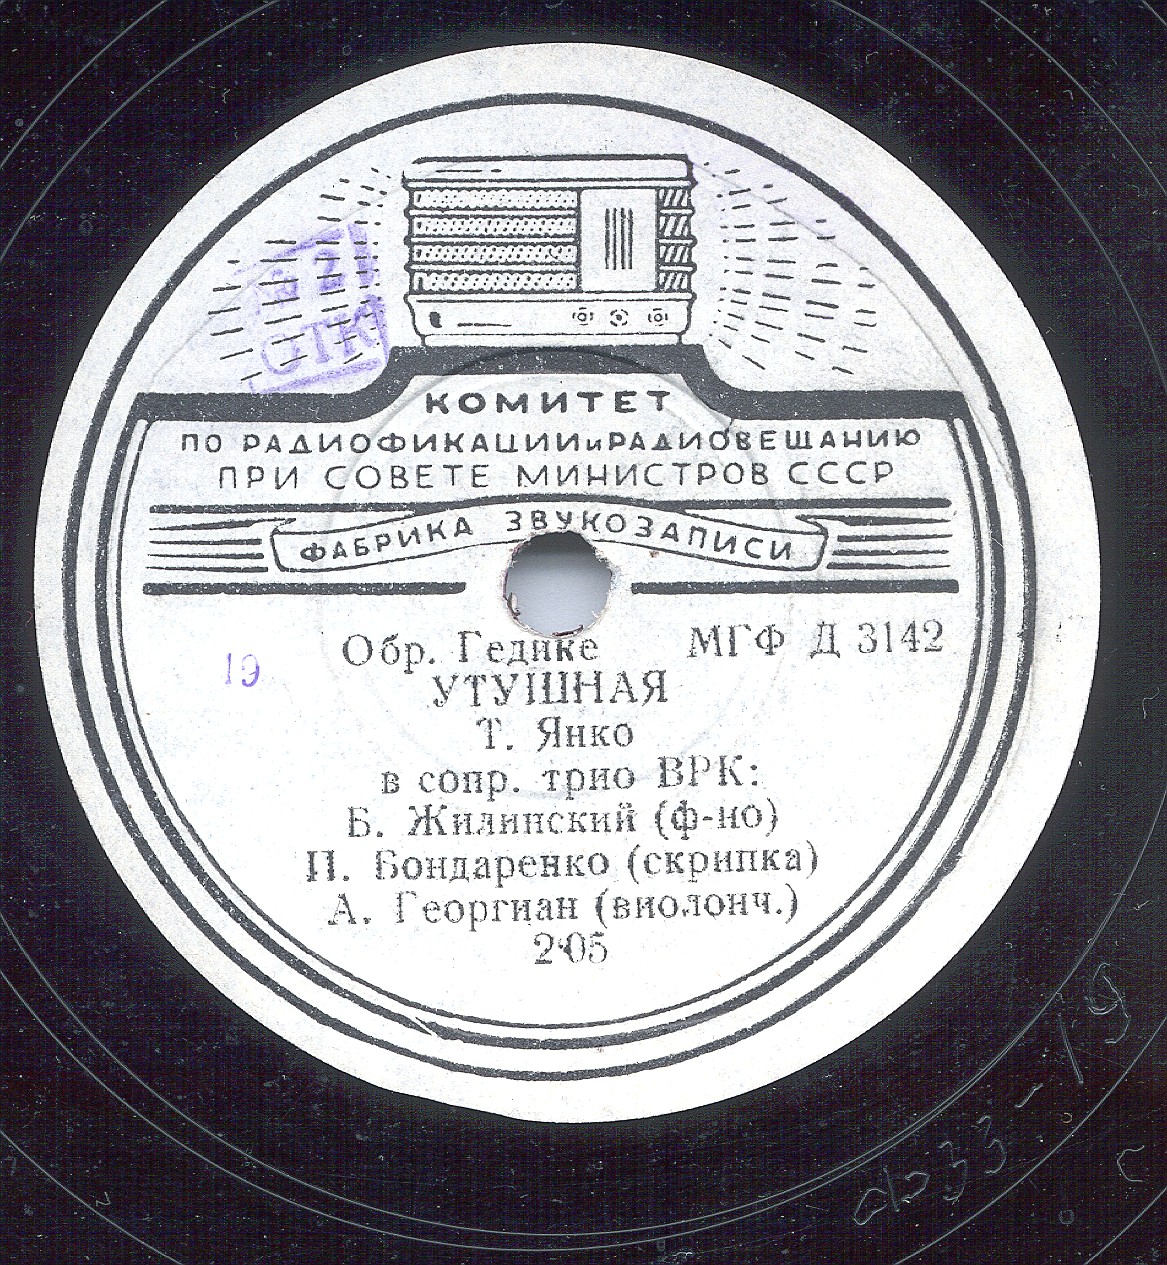 ОТК
КОМИТЕТ
ПО РАДИОФИКАЦИИ и РАДИОВЕЩАНИЮ
ПРИ СОВЕТЕ МИНИСТРОВ СССР
ФАБРИКА ЗВУКОЗАПИСИ
Обр. Гедике МГФ Д 3142
19
УТУШНАЯ
Т. Янко
в сопр. трио ВРК:
Б. Жилинский (ф-но)
П. Бондаренко (скрипка)
А. Георгиан (виолонч.)
2·05